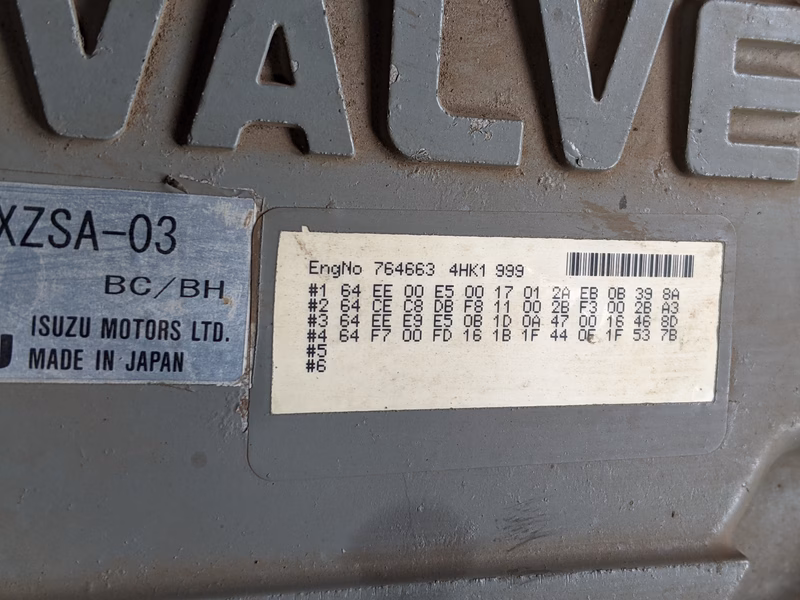 VALVE
XZSA-03
BC/BH
ISUZU MOTORS LTD.
MADE IN JAPAN
EngNo 764663 4HK1 999
#1 64 EE 00 E5 00 17 01 2A EB 0B 39 8A
#2 64 CE C8 DB F8 11 00 2B F3 00 2B A3
#3 64 EE E9 E5 0B 1D 0A 47 00 16 46 8D
#4 64 F7 00 FD 16 1B 1F 44 0E 1F 53 7B
#5
#6